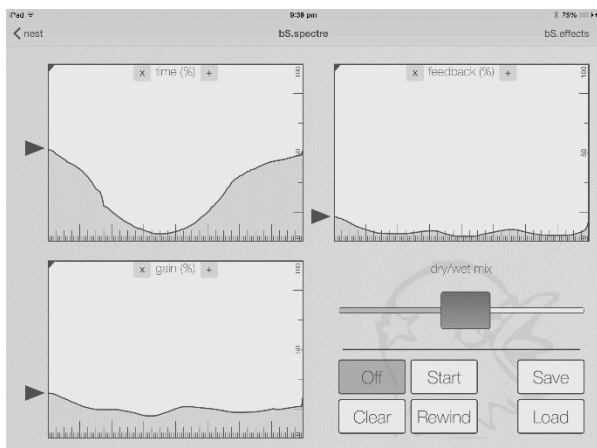 iPad 9:39 pm 75%
nest bS.spectre bS.effects
x time (%) +
100
50
x feedback (%) +
100
50
x gain (%) +
100
50
dry/wet mix
Off Start Save
Clear Rewind Load